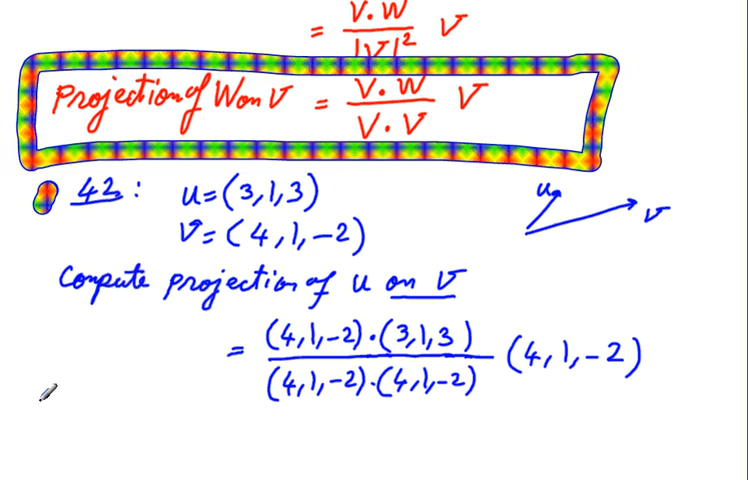 = V.W / |V|² V
Projection of W on V = V.W / V.V V
42 : u=(3,1,3)
V=(4,1,-2)
u
V
Compute projection of u on V
= (4,1,-2).(3,1,3) / (4,1,-2).(4,1,-2) (4,1,-2)